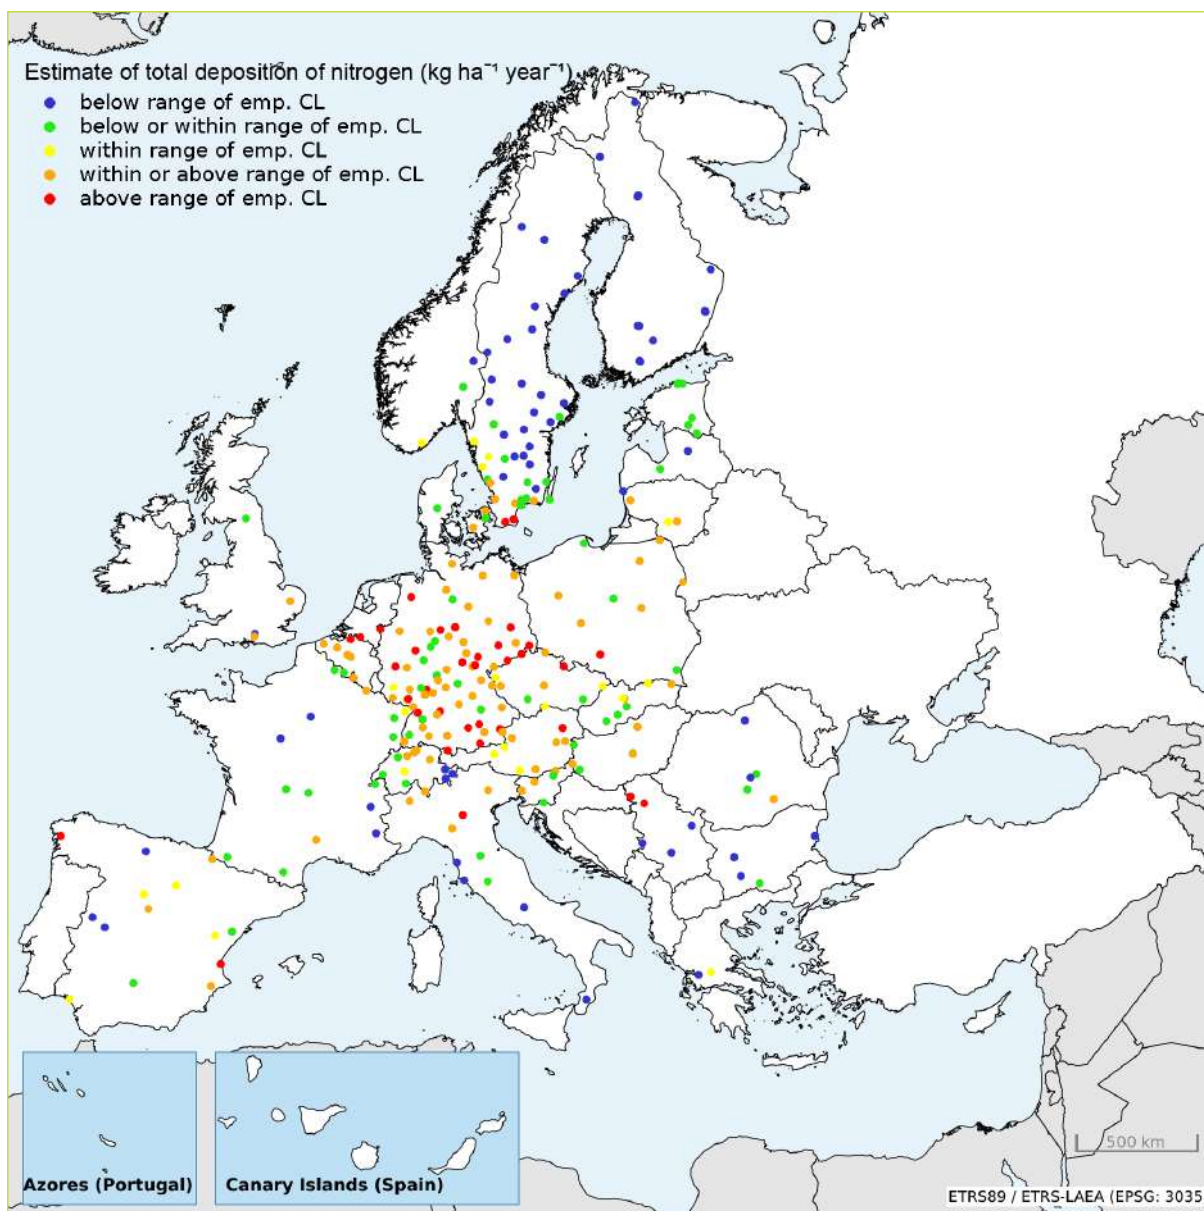 Estimate of total deposition of nitrogen (kg ha⁻¹ year⁻¹)
below range of emp. CL
below or within range of emp. CL
within range of emp. CL
within or above range of emp. CL
above range of emp. CL
500 km
Azores (Portugal)
Canary Islands (Spain)
ETRS89 / ETRS-LAEA (EPSG: 3035